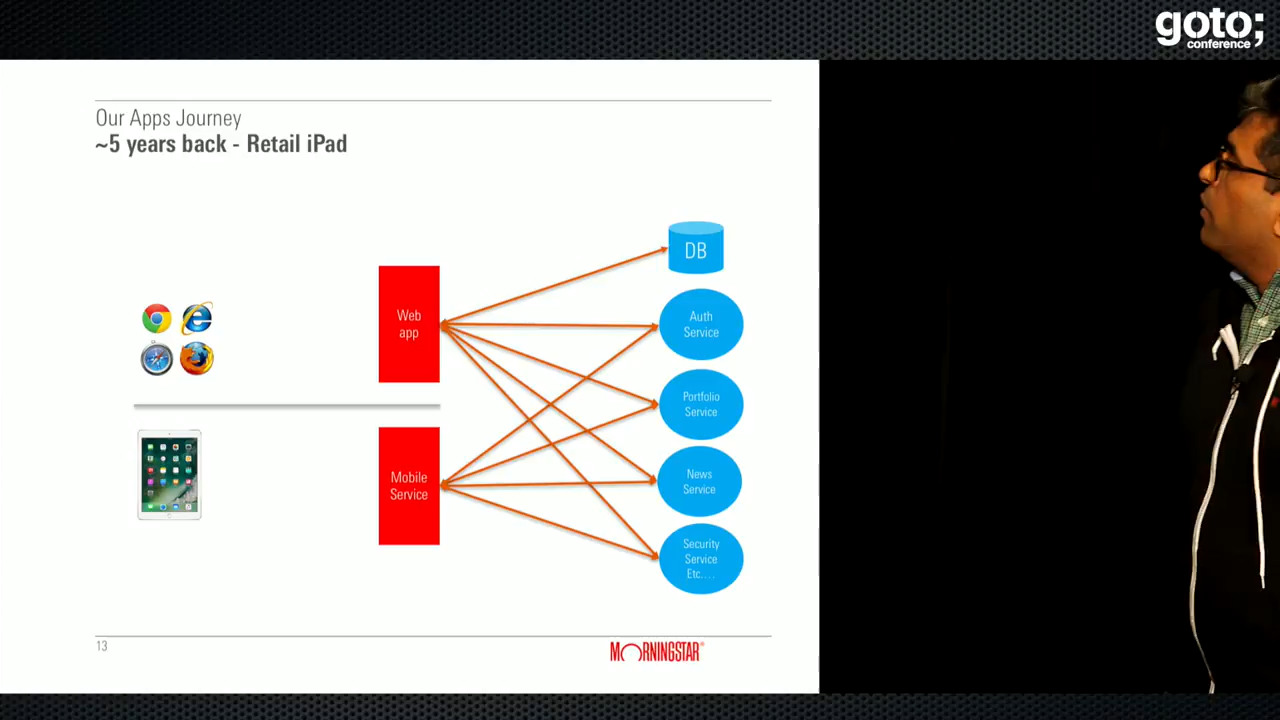 goto;
conference
Our Apps Journey
~5 years back - Retail iPad
DB
Web
app
Auth
Service
Portfolio
Service
Mobile
Service
News
Service
Security
Service
Etc....
13
MORNINGSTAR®